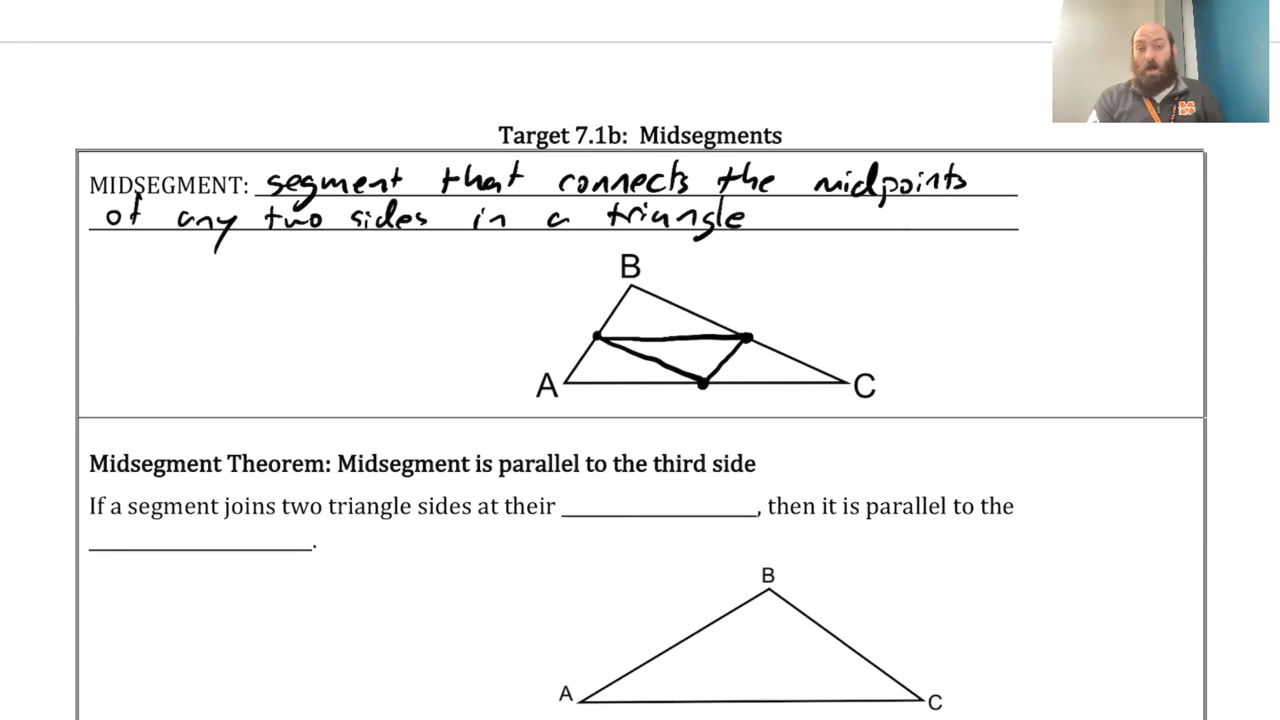 Target 7.1b: Midsegments
MIDSEGMENT: segment that connects the midpoints
of any two sides in a triangle
B
A
C
Midsegment Theorem: Midsegment is parallel to the third side
If a segment joins two triangle sides at their ________________, then it is parallel to the
__________________.
B
A
C